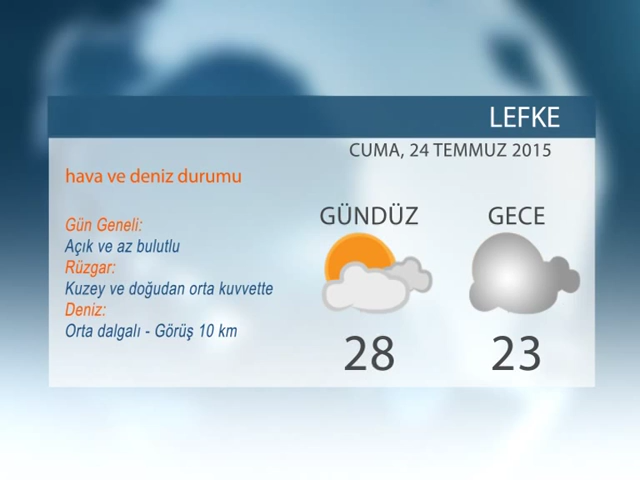 LEFKE
CUMA, 24 TEMMUZ 2015
hava ve deniz durumu
Gün Geneli:
Açık ve az bulutlu
Rüzgar:
Kuzey ve doğudan orta kuvvette
Deniz:
Orta dalgalı - Görüş 10 km
GÜNDÜZ
28
GECE
23